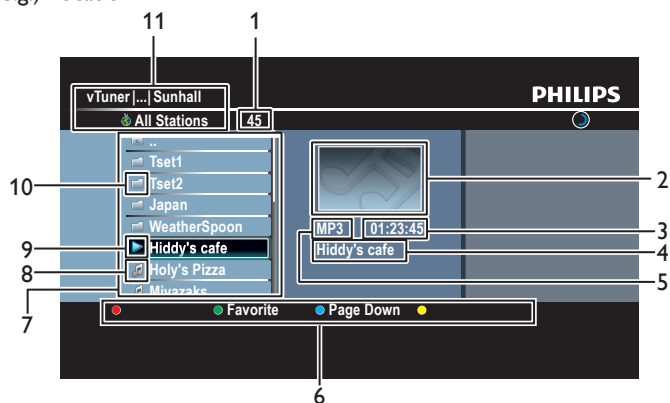 11
1
vTuner|...| Sunhall
PHILIPS
All Stations
45
..
Tset1
10
Tset2
2
Japan
WeatherSpoon
MP3
01:23:45
3
9
Hiddy's cafe
Hiddy's cafe
4
8
Holy's Pizza
5
7
Miyazaks
Favorite
Page Down
6